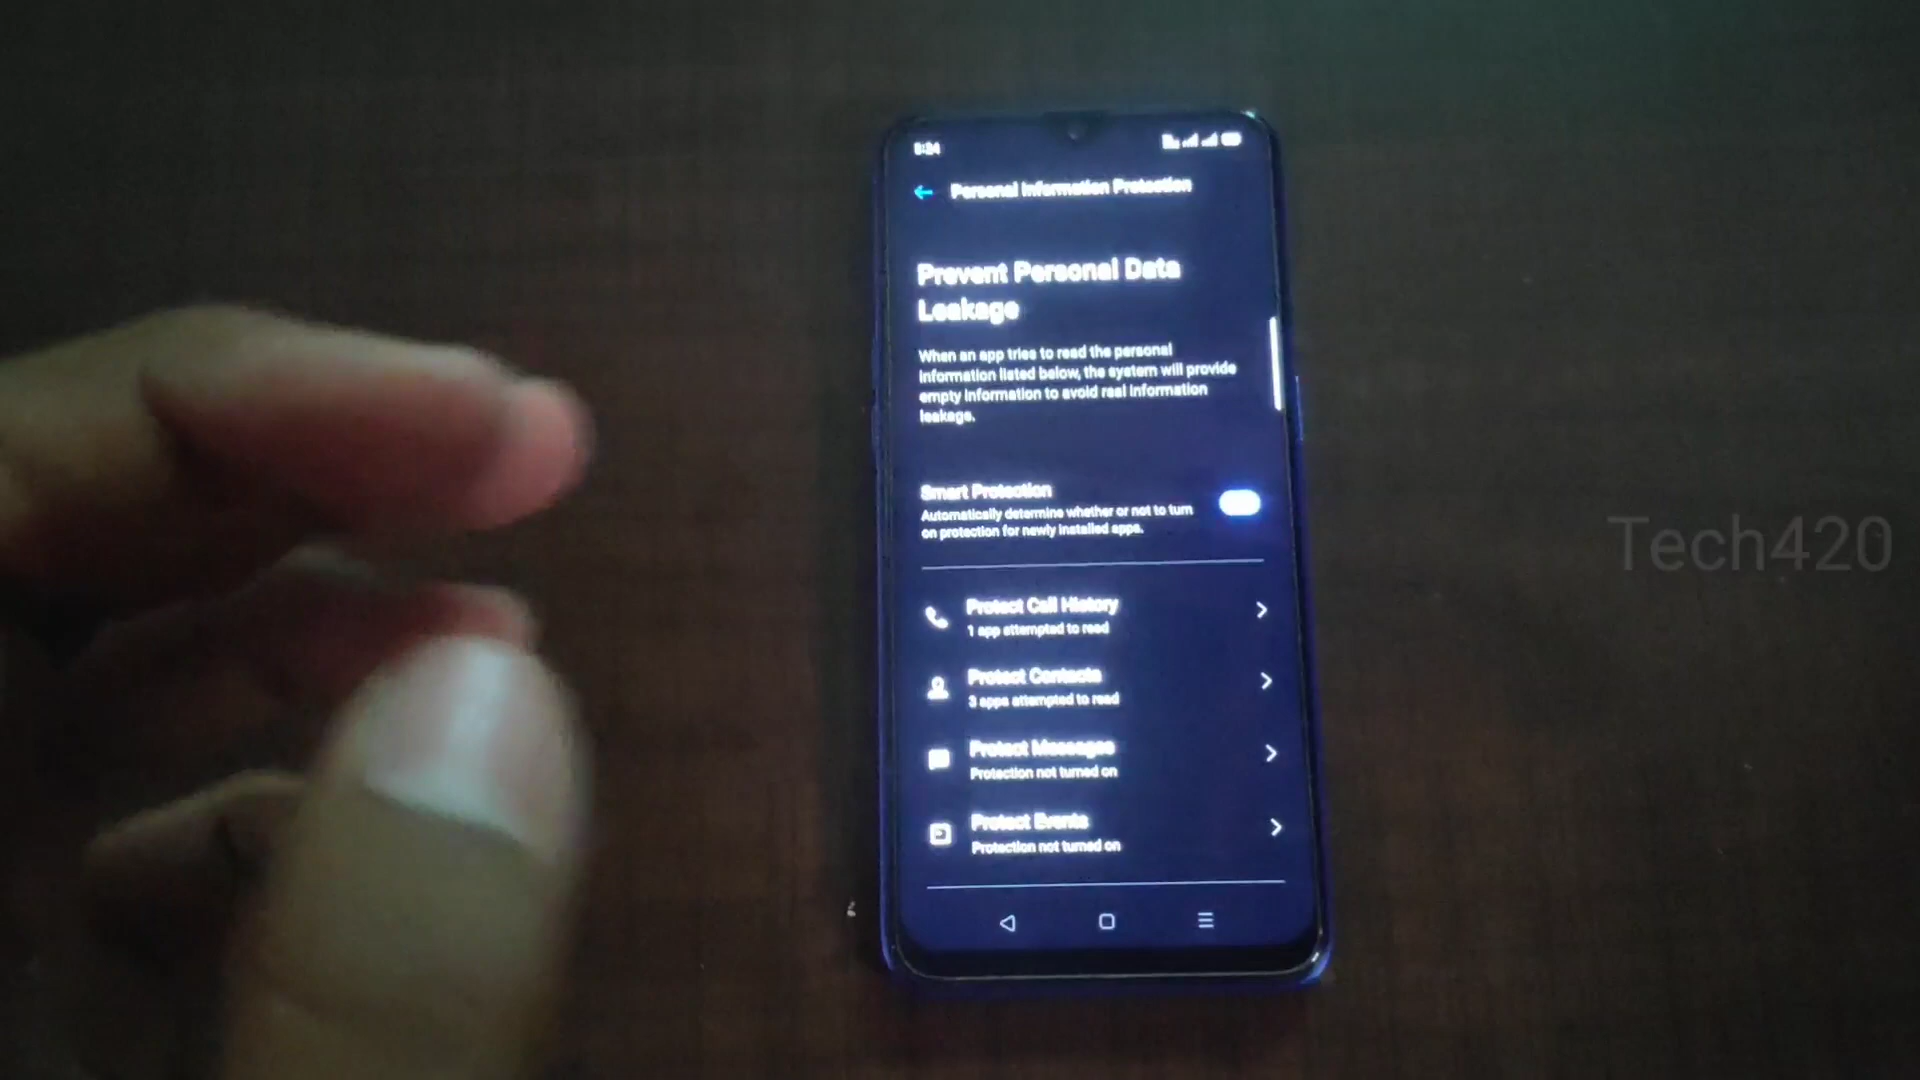 8:34
Personal Information Protection
Prevent Personal Data
Leakage
When an app tries to read the personal
information listed below, the system will provide
empty information to avoid real information
leakage.
Smart Protection
Automatically determine whether or not to turn
on protection for newly installed apps.
Protect Call History
1 app attempted to read
Protect Contacts
3 apps attempted to read
Protect Messages
Protection not turned on
Protect Events
Protection not turned on
Tech420